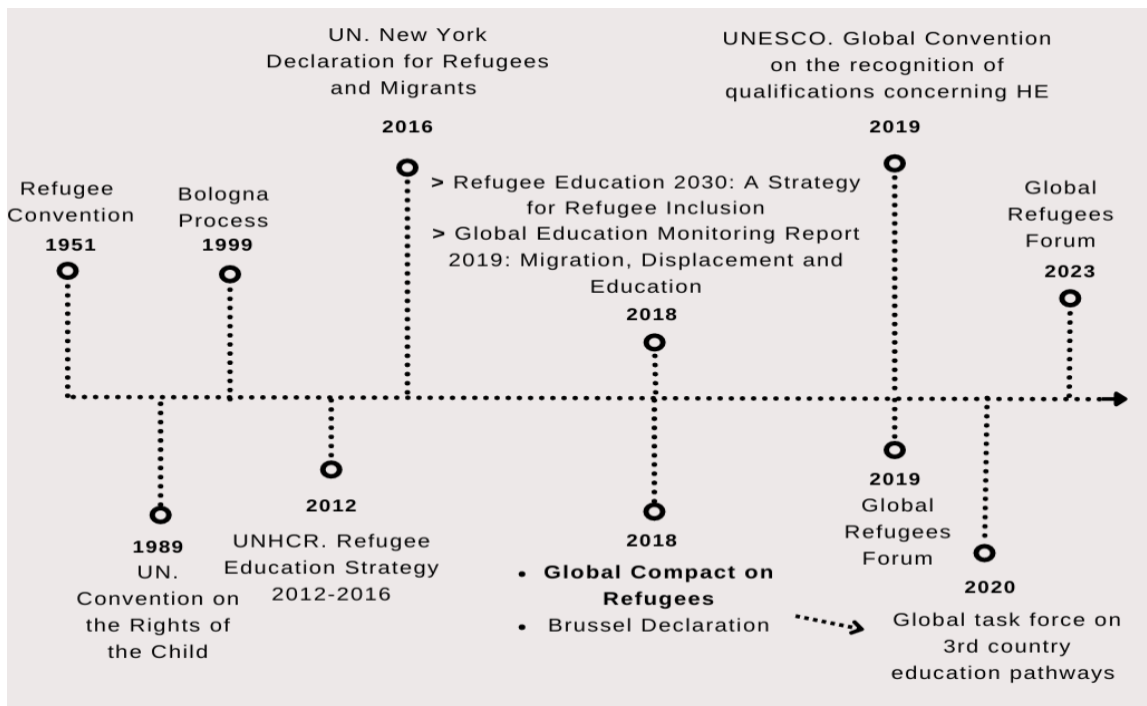 UN. New York
Declaration for Refugees
and Migrants
2016
UNESCO. Global Convention
on the recognition of
qualifications concerning HE
2019
Refugee
Convention
1951
Bologna
Process
1999
> Refugee Education 2030: A Strategy
for Refugee Inclusion
> Global Education Monitoring Report
2019: Migration, Displacement and
Education
2018
Global
Refugees
Forum
2023
1989
UN.
Convention on
the Rights of
the Child
2012
UNHCR. Refugee
Education Strategy
2012-2016
2018
• Global Compact on
Refugees
• Brussel Declaration
2019
Global
Refugees
Forum
2020
Global task force on
3rd country
education pathways